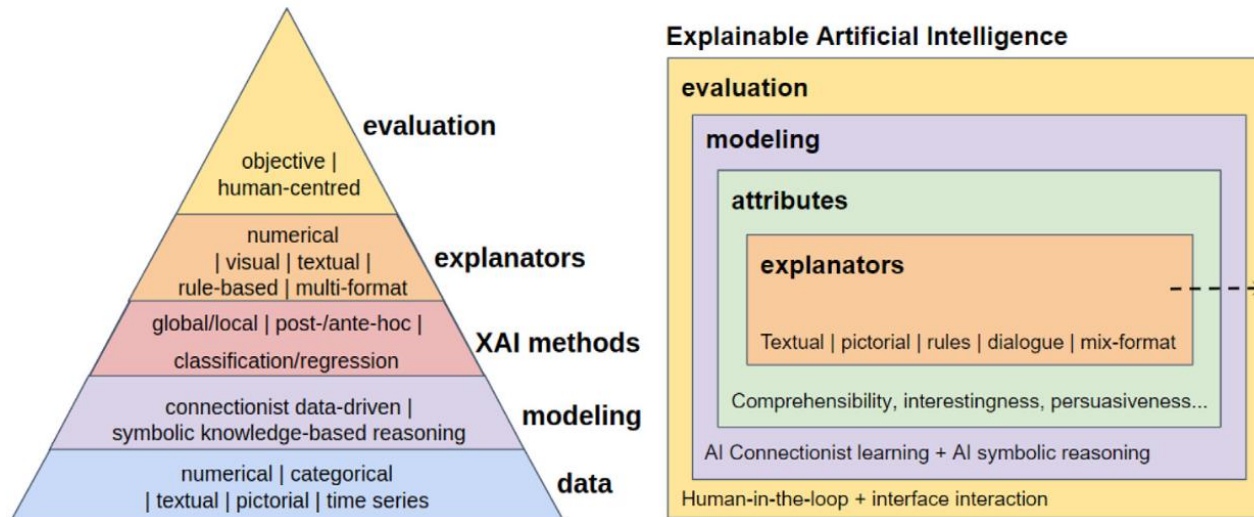 evaluation
objective |
human-centred
numerical
| visual | textual |
rule-based | multi-format
explanators
global/local | post-/ante-hoc |
classification/regression
XAI methods
connectionist data-driven |
symbolic knowledge-based reasoning
modeling
numerical | categorical
| textual | pictorial | time series
data
Explainable Artificial Intelligence
evaluation
modeling
attributes
explanators
Textual | pictorial | rules | dialogue | mix-format
Comprehensibility, interestingness, persuasiveness...
AI Connectionist learning + AI symbolic reasoning
Human-in-the-loop + interface interaction